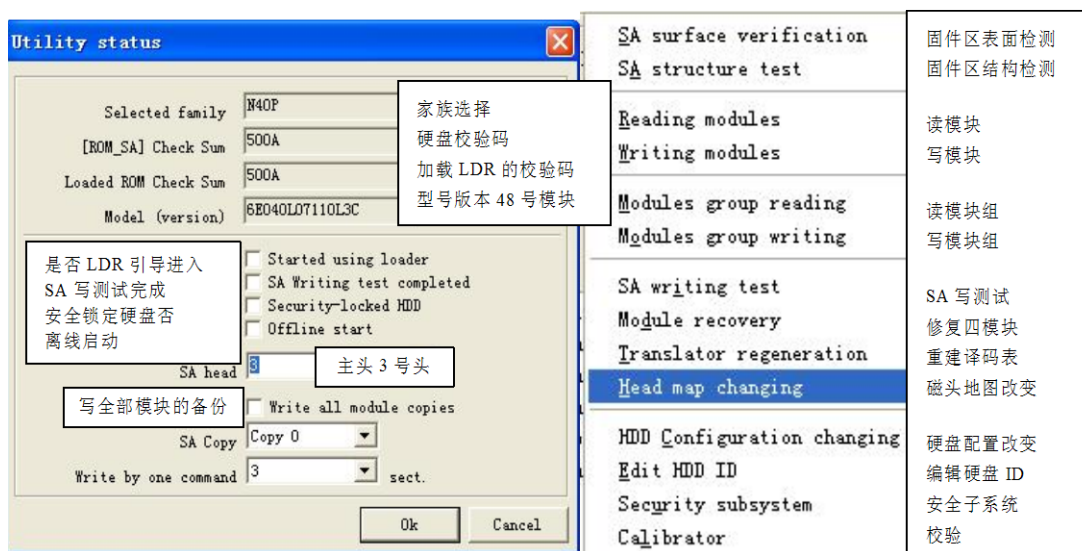 Utility status
Selected family N40P
[ROM_SA] Check Sum 500A
Loaded ROM Check Sum 500A
Model (version) 6E040L07110L3C
家族选择
硬盘校验码
加载 LDR 的校验码
型号版本 48 号模块
是否 LDR 引导进入
SA 写测试完成
安全锁定硬盘否
离线启动
Started using loader
SA Writing test completed
Security-locked HDD
Offline start
SA head 3
主头 3 号头
写全部模块的备份
Write all module copies
SA Copy Copy 0
Write by one command 3 sect.
Ok Cancel
SA surface verification
SA structure test
Reading modules
Writing modules
Modules group reading
Modules group writing
SA writing test
Module recovery
Translator regeneration
Head map changing
HDD Configuration changing
Edit HDD ID
Security subsystem
Calibrator
固件区表面检测
固件区结构检测
读模块
写模块
读模块组
写模块组
SA 写测试
修复四模块
重建译码表
磁头地图改变
硬盘配置改变
编辑硬盘 ID
安全子系统
校验